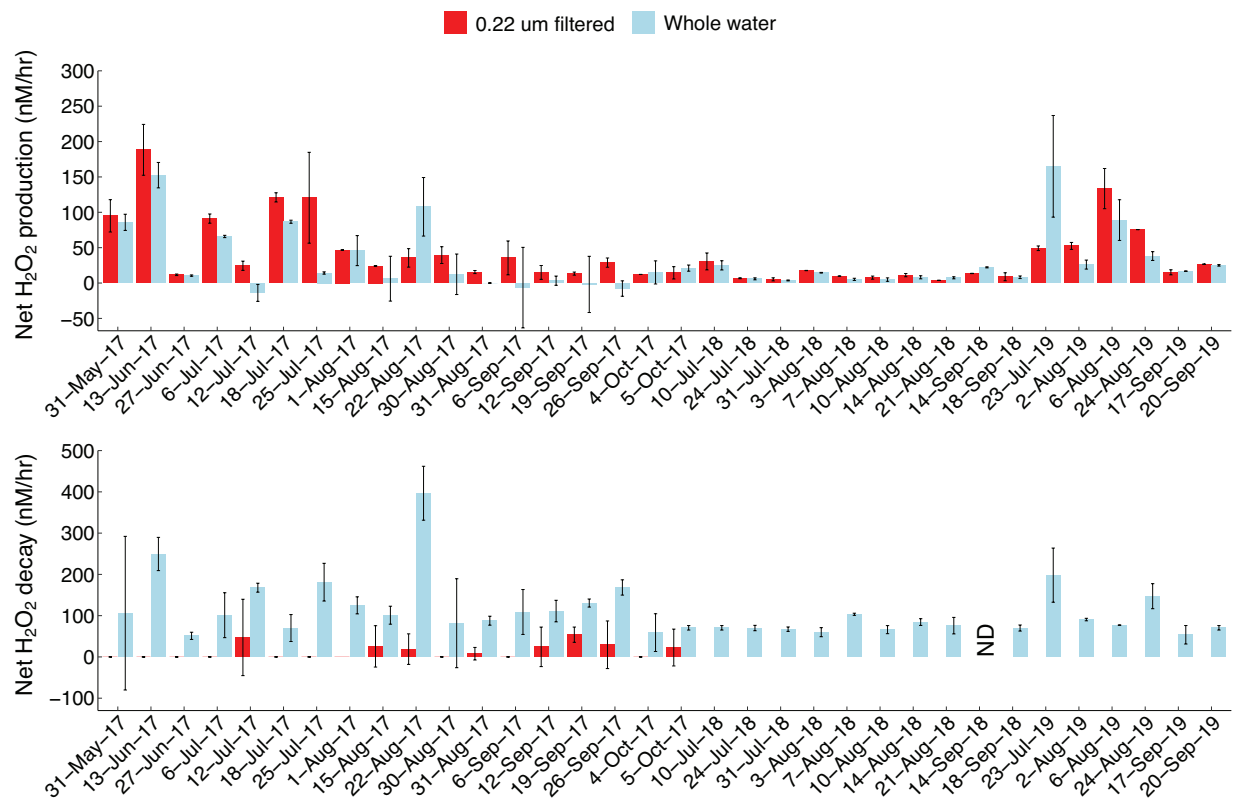 0.22 um filtered Whole water
Net H₂O₂ production (nM/hr)
300
250
200
150
100
50
0
−50
31−May−17
13−Jun−17
27−Jun−17
6−Jul−17
12−Jul−17
18−Jul−17
25−Jul−17
1−Aug−17
15−Aug−17
22−Aug−17
30−Aug−17
31−Aug−17
6−Sep−17
12−Sep−17
19−Sep−17
26−Sep−17
4−Oct−17
5−Oct−17
10−Jul−18
24−Jul−18
31−Jul−18
3−Aug−18
7−Aug−18
10−Aug−18
14−Aug−18
21−Aug−18
14−Sep−18
18−Sep−18
23−Jul−19
2−Aug−19
6−Aug−19
24−Aug−19
17−Sep−19
20−Sep−19
Net H₂O₂ decay (nM/hr)
500
400
300
200
100
0
−100
ND
31−May−17
13−Jun−17
27−Jun−17
6−Jul−17
12−Jul−17
18−Jul−17
25−Jul−17
1−Aug−17
15−Aug−17
22−Aug−17
30−Aug−17
31−Aug−17
6−Sep−17
12−Sep−17
19−Sep−17
26−Sep−17
4−Oct−17
5−Oct−17
10−Jul−18
24−Jul−18
31−Jul−18
3−Aug−18
7−Aug−18
10−Aug−18
14−Aug−18
21−Aug−18
14−Sep−18
18−Sep−18
23−Jul−19
2−Aug−19
6−Aug−19
24−Aug−19
17−Sep−19
20−Sep−19